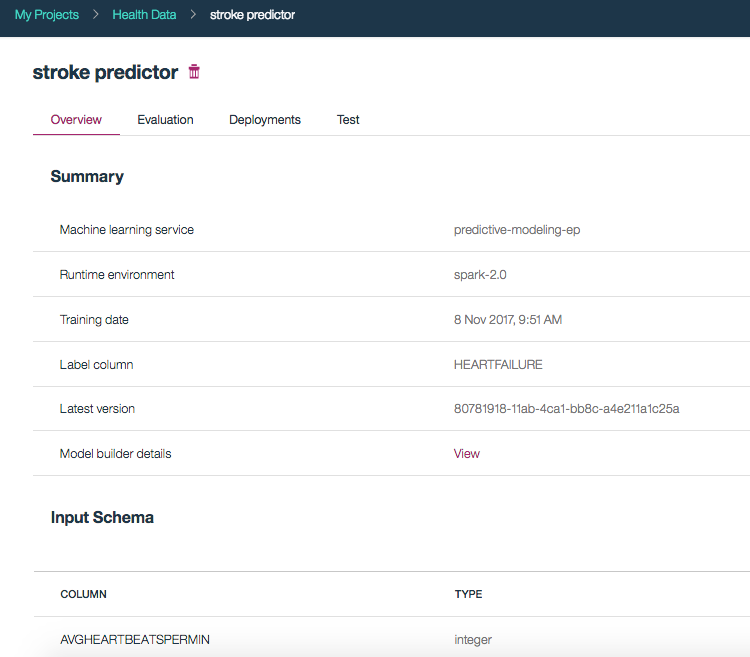 My Projects > Health Data > stroke predictor
stroke predictor
Overview Evaluation Deployments Test
Summary
Machine learning service predictive-modeling-ep
Runtime environment spark-2.0
Training date 8 Nov 2017, 9:51 AM
Label column HEARTFAILURE
Latest version 80781918-11ab-4ca1-bb8c-a4e211a1c25a
Model builder details View
Input Schema
COLUMN TYPE
AVGHEARTBEATSPERMIN integer